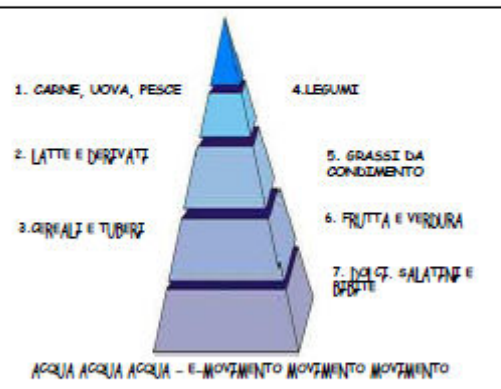 1. CARNE, UOVA, PESCE
4.LEGUMI
2. LATTE E DERIVATI
5. GRASSI DA
CONDIMENTO
3.CEREALI E TUBERI
6. FRUTTA E VERDURA
7. DOLCI. SALATINI E
BIBITE
ACQUA ACQUA ACQUA - E-MOVIMENTO MOVIMENTO MOVIMENTO